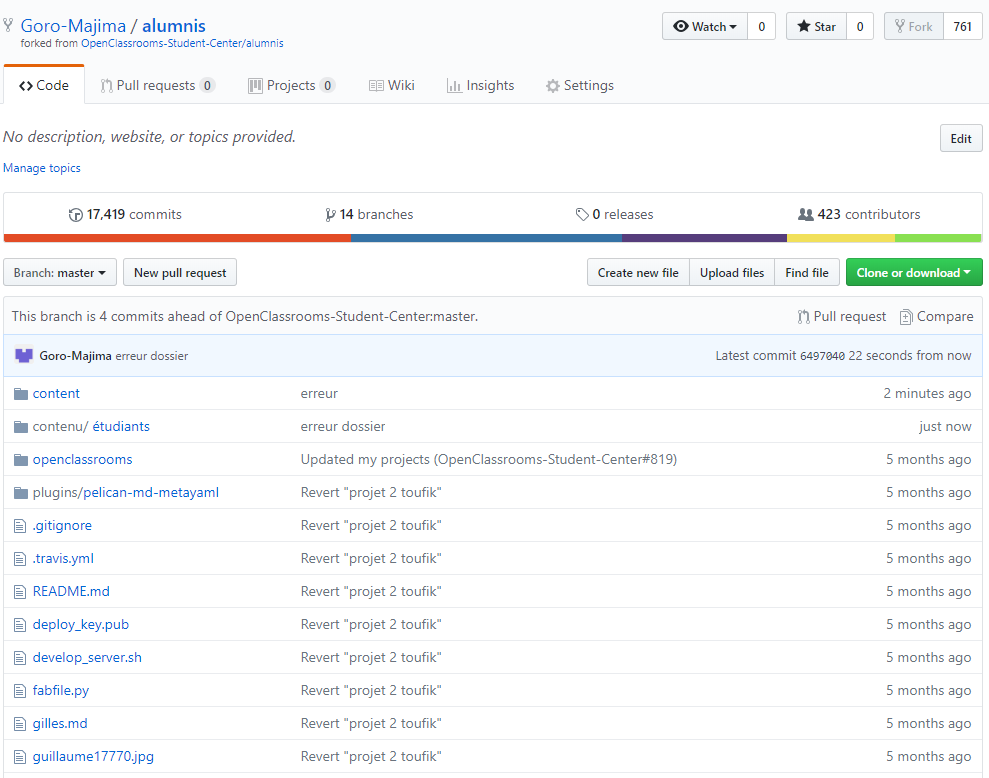 Goro-Majima / alumnis
Watch 0 Star 0 Fork 761
forked from OpenClassrooms-Student-Center/alumnis
Code Pull requests 0 Projects 0 Wiki Insights Settings
No description, website, or topics provided.
Edit
Manage topics
17,419 commits 14 branches 0 releases 423 contributors
Branch: master New pull request Create new file Upload files Find file Clone or download
This branch is 4 commits ahead of OpenClassrooms-Student-Center:master. Pull request Compare
Goro-Majima erreur dossier Latest commit 6497040 22 seconds from now
content erreur 2 minutes ago
contenu/ étudiants erreur dossier just now
openclassrooms Updated my projects (OpenClassrooms-Student-Center#819) 5 months ago
plugins/pelican-md-metayaml Revert "projet 2 toufik" 5 months ago
.gitignore Revert "projet 2 toufik" 5 months ago
.travis.yml Revert "projet 2 toufik" 5 months ago
README.md Revert "projet 2 toufik" 5 months ago
deploy_key.pub Revert "projet 2 toufik" 5 months ago
develop_server.sh Revert "projet 2 toufik" 5 months ago
fabfile.py Revert "projet 2 toufik" 5 months ago
gilles.md Revert "projet 2 toufik" 5 months ago
guillaume17770.jpg Revert "projet 2 toufik" 5 months ago